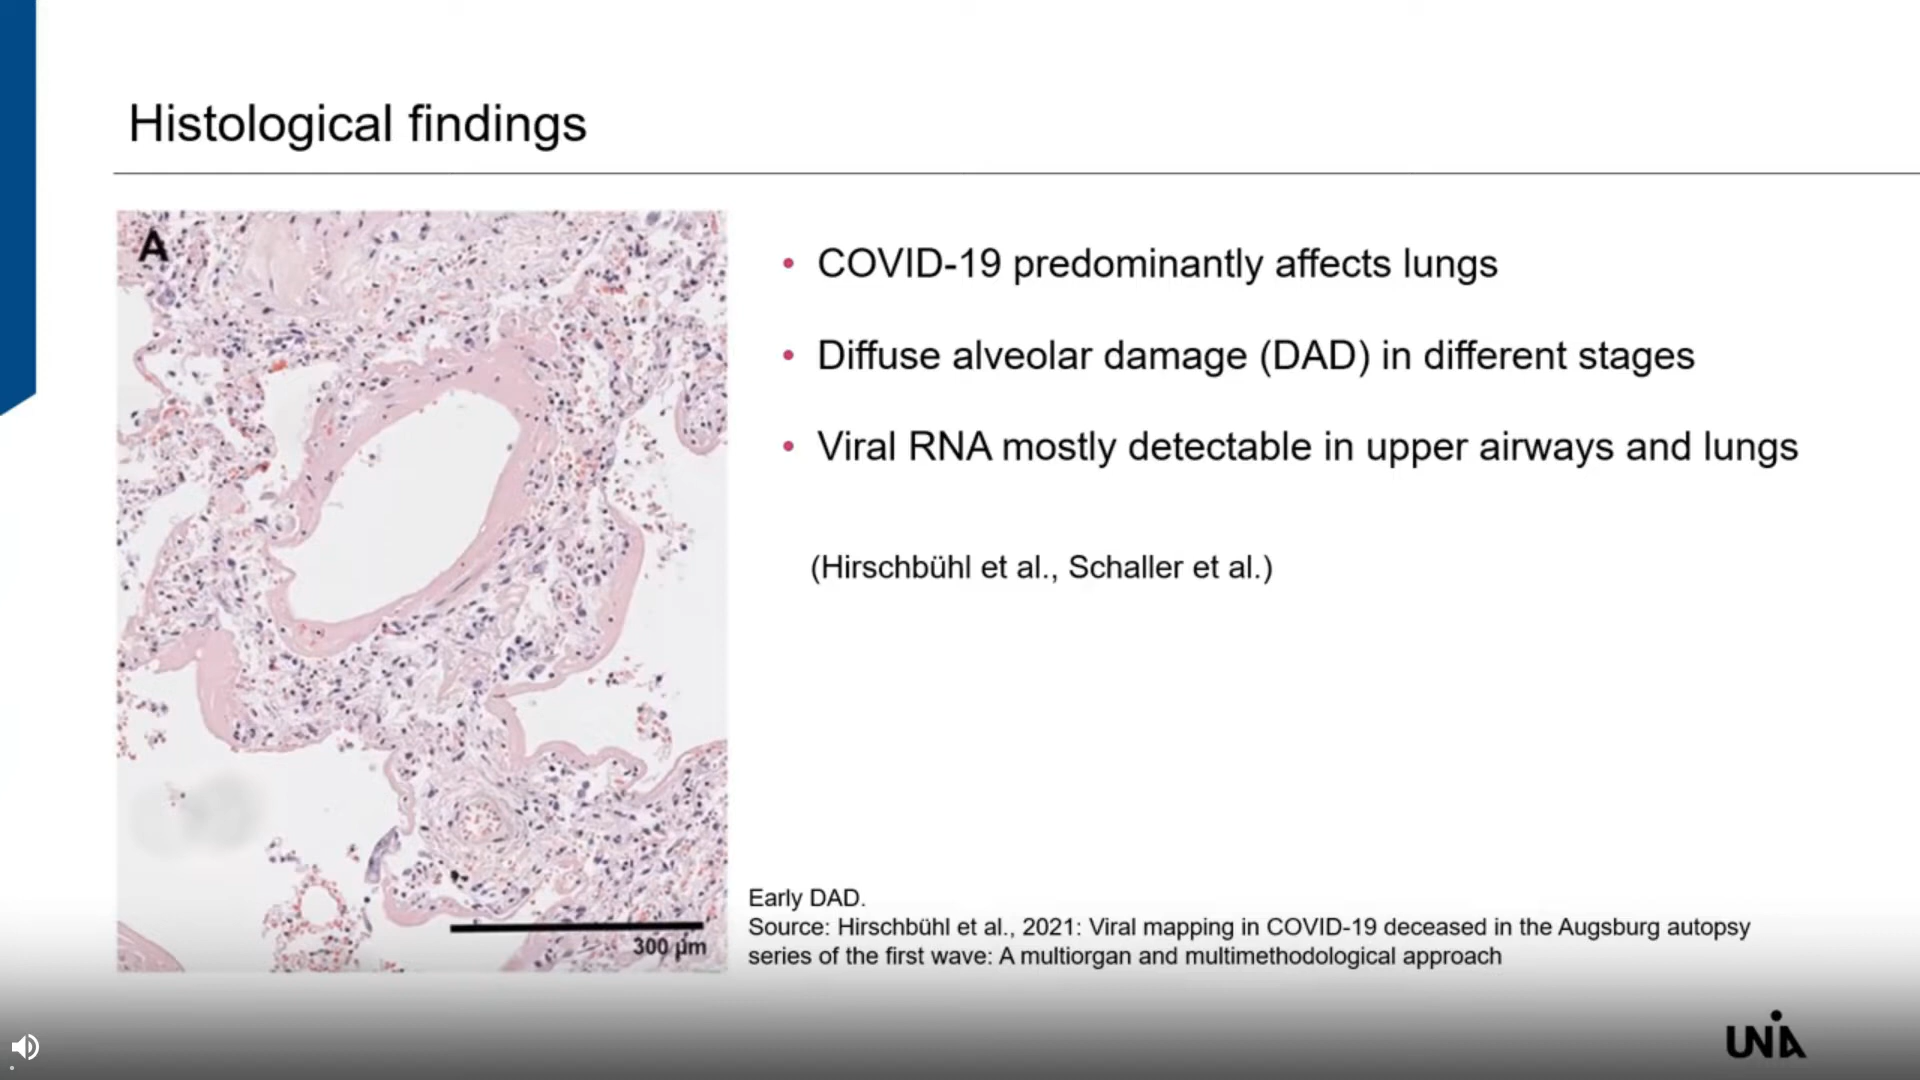 Histological findings
A
300 µm
• COVID-19 predominantly affects lungs
• Diffuse alveolar damage (DAD) in different stages
• Viral RNA mostly detectable in upper airways and lungs
(Hirschbühl et al., Schaller et al.)
Early DAD.
Source: Hirschbühl et al., 2021: Viral mapping in COVID-19 deceased in the Augsburg autopsy
series of the first wave: A multiorgan and multimethodological approach
UNIA